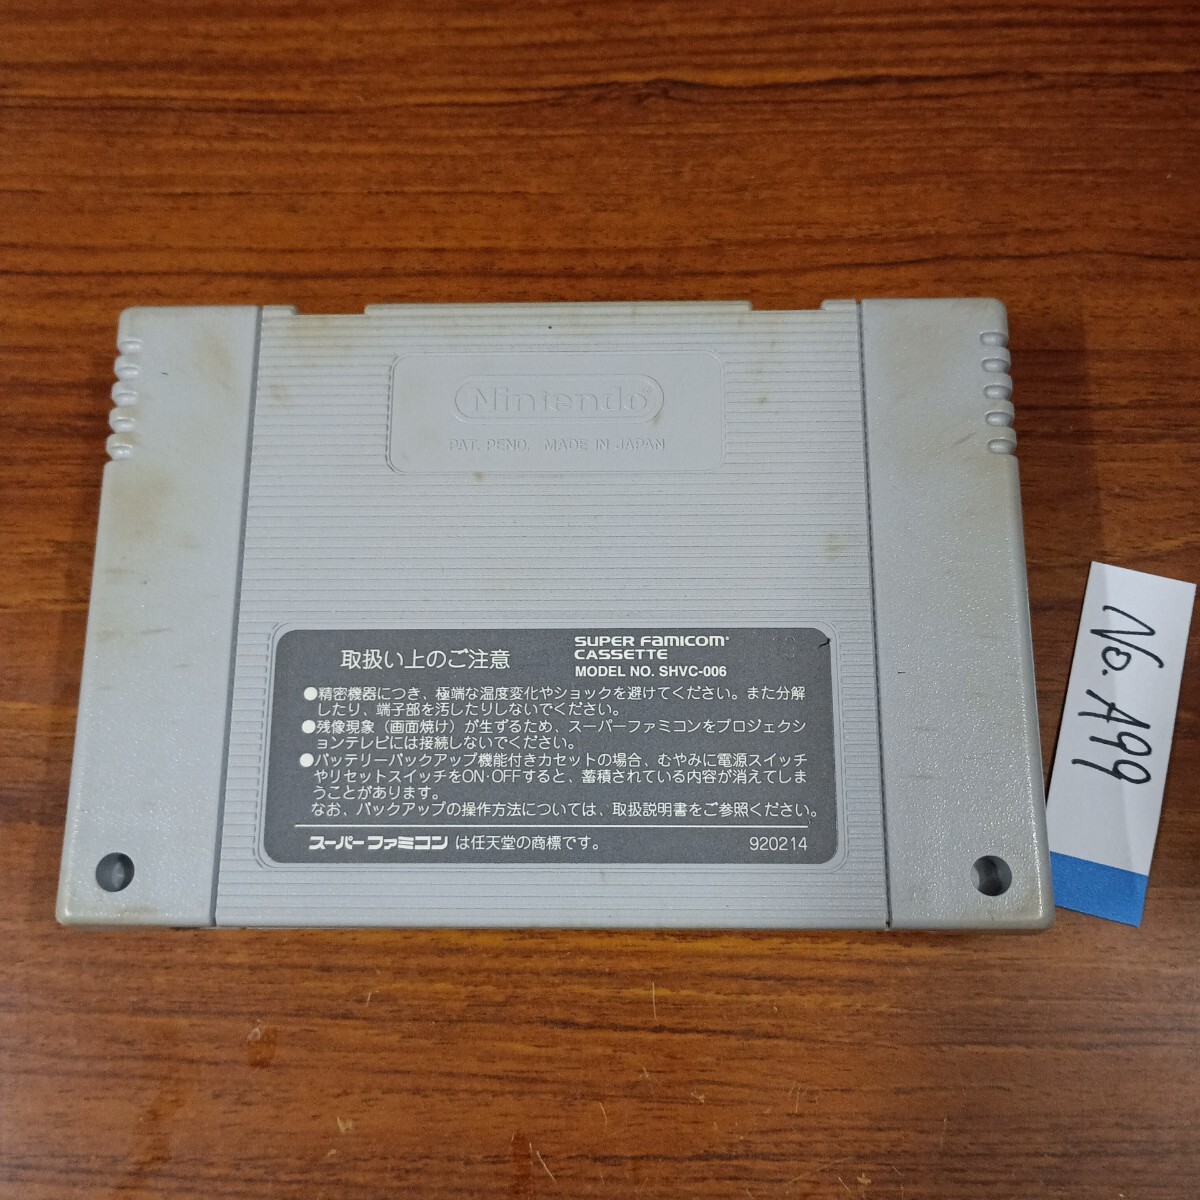 Nintendo
PAT. PEND. MADE IN JAPAN
取扱い上のご注意
SUPER FAMICOM
CASSETTE
MODEL NO. SHVC-006
●精密機器につき、極端な温度変化やショックを避けてください。また分解
したり、端子部を汚したりしないでください。
●残像現象（画面焼け）が生ずるため、スーパーファミコンをプロジェクシ
ョンテレビには接続しないでください。
●バッテリーバックアップ機能付きカセットの場合、むやみに電源スイッチ
やリセットスイッチをON·OFFすると、蓄積されている内容が消えてしま
うことがあります。
なお、バックアップの操作方法については、取扱説明書をご参照ください。
スーパーファミコン は任天堂の商標です。
920214
No. A99